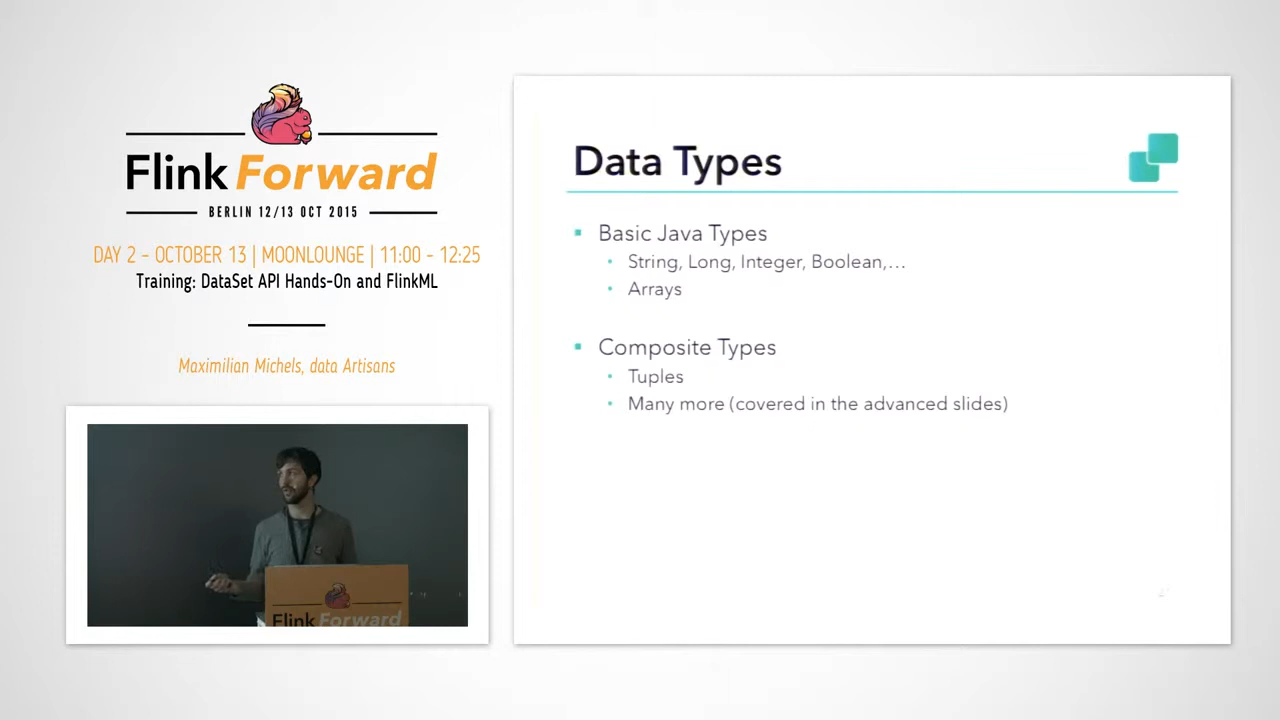 Flink Forward
BERLIN 12/13 OCT 2015
DAY 2 - OCTOBER 13 | MOONLOUNGE | 11:00 - 12:25
Training: DataSet API Hands-On and FlinkML
Maximilian Michels, data Artisans
Flink Forward
Data Types
Basic Java Types
String, Long, Integer, Boolean,...
Arrays
Composite Types
Tuples
Many more (covered in the advanced slides)